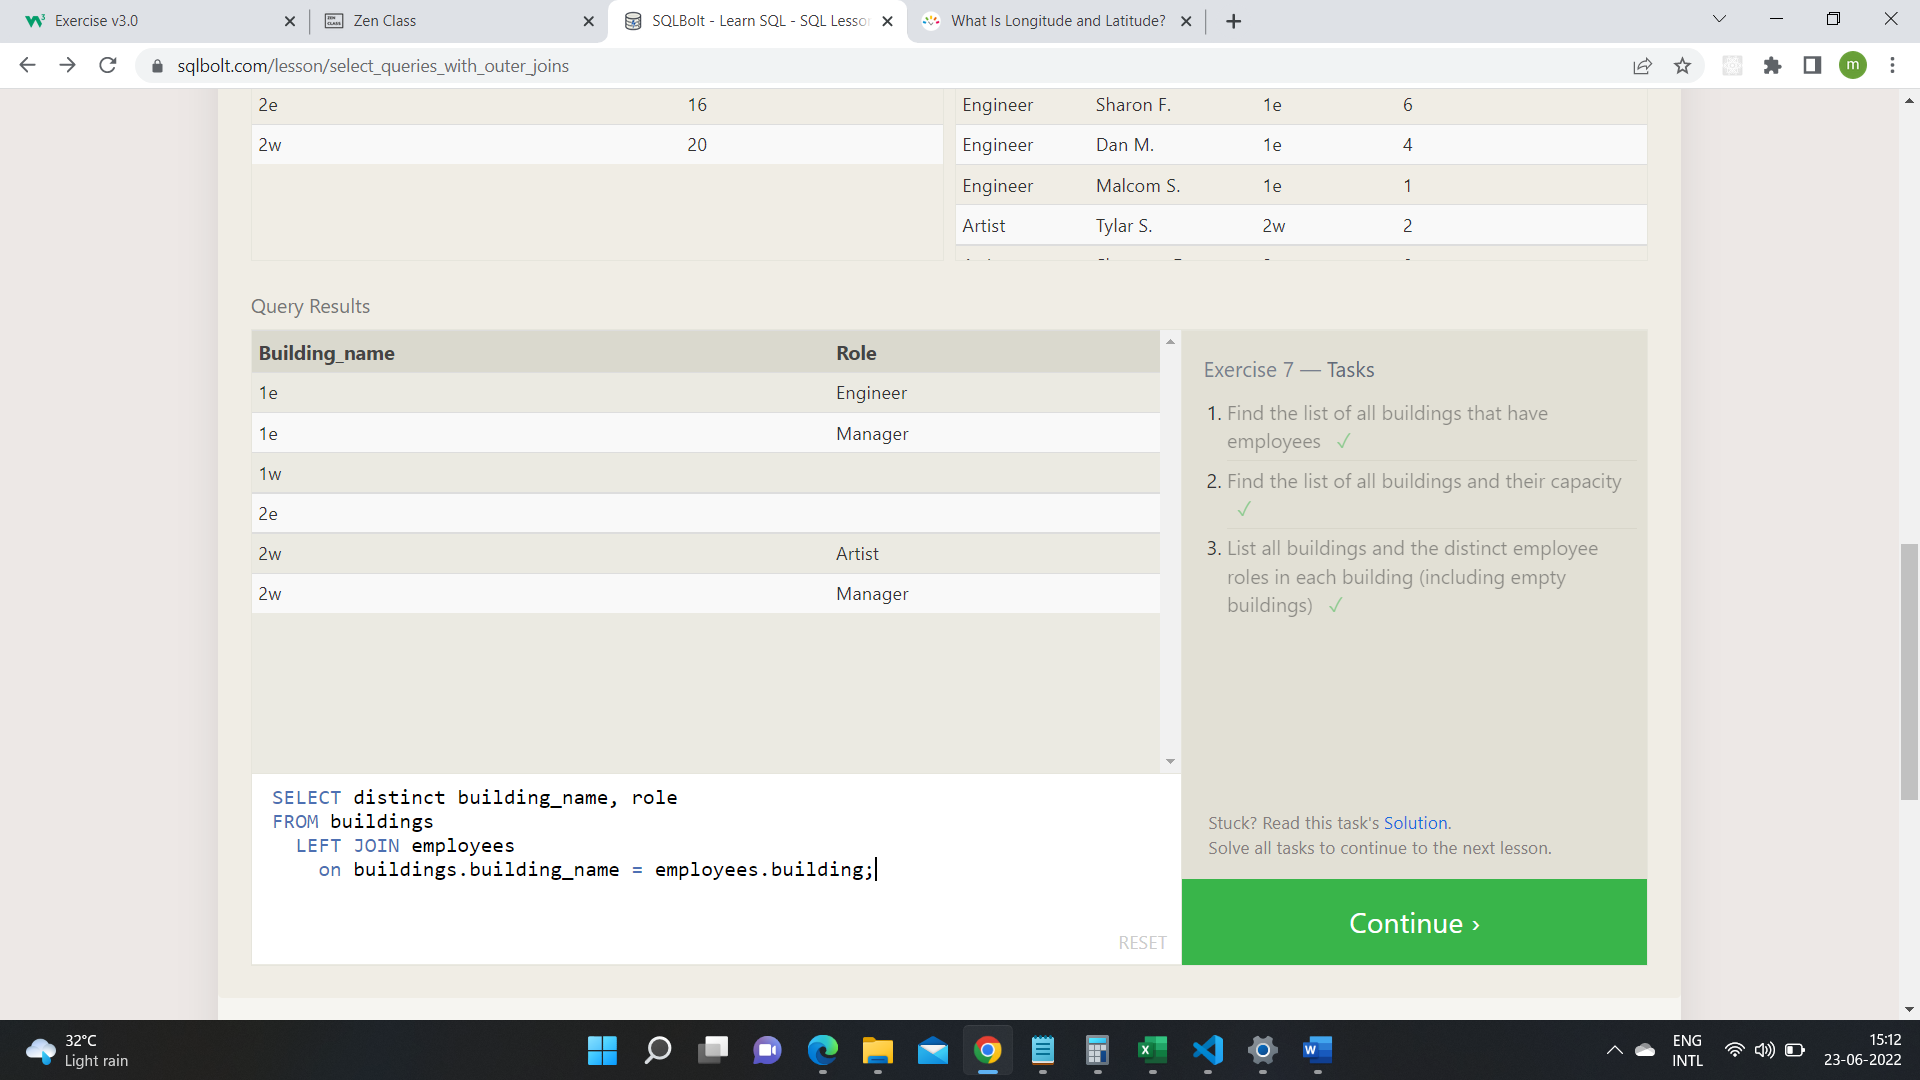 Exercise v3.0
Zen Class
SQLBolt - Learn SQL - SQL Lesso
What Is Longitude and Latitude?
sqlbolt.com/lesson/select_queries_with_outer_joins
m
2e 16
2w 20
Engineer Sharon F. 1e 6
Engineer Dan M. 1e 4
Engineer Malcom S. 1e 1
Artist Tylar S. 2w 2
Query Results
Building_name Role
1e Engineer
1e Manager
1w
2e
2w Artist
2w Manager
Exercise 7 — Tasks
1. Find the list of all buildings that have
employees ✓
2. Find the list of all buildings and their capacity
✓
3. List all buildings and the distinct employee
roles in each building (including empty
buildings) ✓
SELECT distinct building_name, role
FROM buildings
LEFT JOIN employees
on buildings.building_name = employees.building;
RESET
Stuck? Read this task's Solution.
Solve all tasks to continue to the next lesson.
Continue ›
32°C
Light rain
ENG
INTL
15:12
23-06-2022